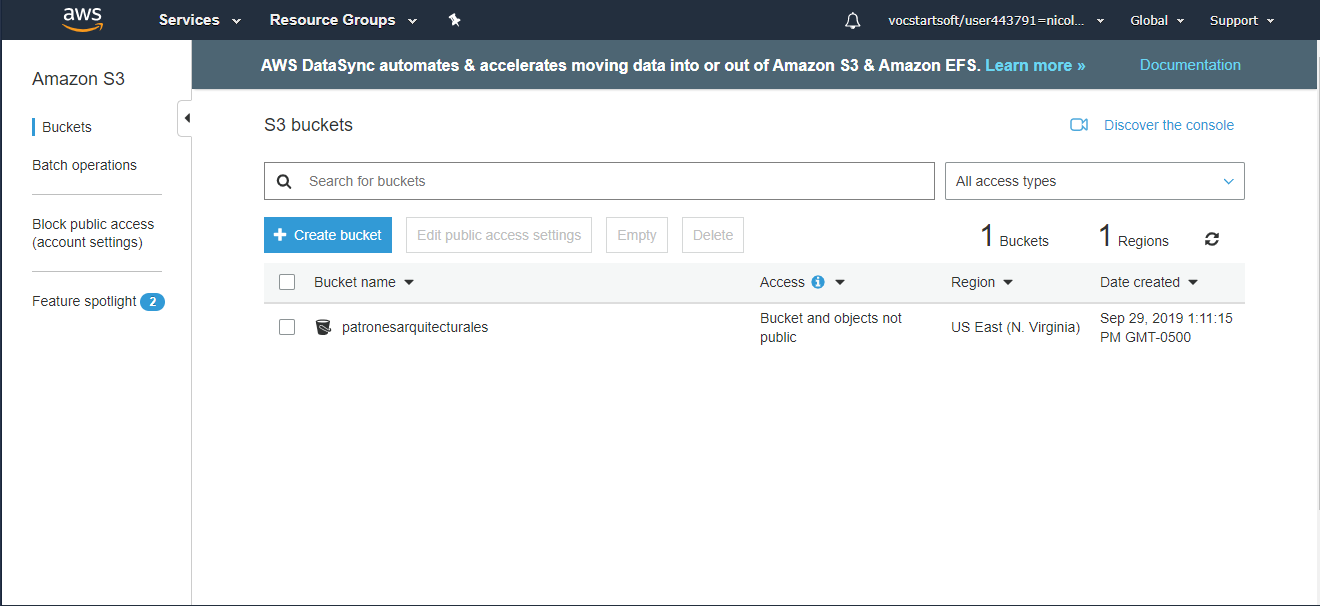 aws Services Resource Groups vocstartsoft/user443791=nicol... Global Support
Amazon S3
Buckets
Batch operations
Block public access
(account settings)
Feature spotlight 2
AWS DataSync automates & accelerates moving data into or out of Amazon S3 & Amazon EFS. Learn more » Documentation
S3 buckets Discover the console
Search for buckets All access types
Create bucket Edit public access settings Empty Delete 1 Buckets 1 Regions
Bucket name Access Region Date created
patronesarquitecturales
Bucket and objects not
public
US East (N. Virginia)
Sep 29, 2019 1:11:15
PM GMT-0500